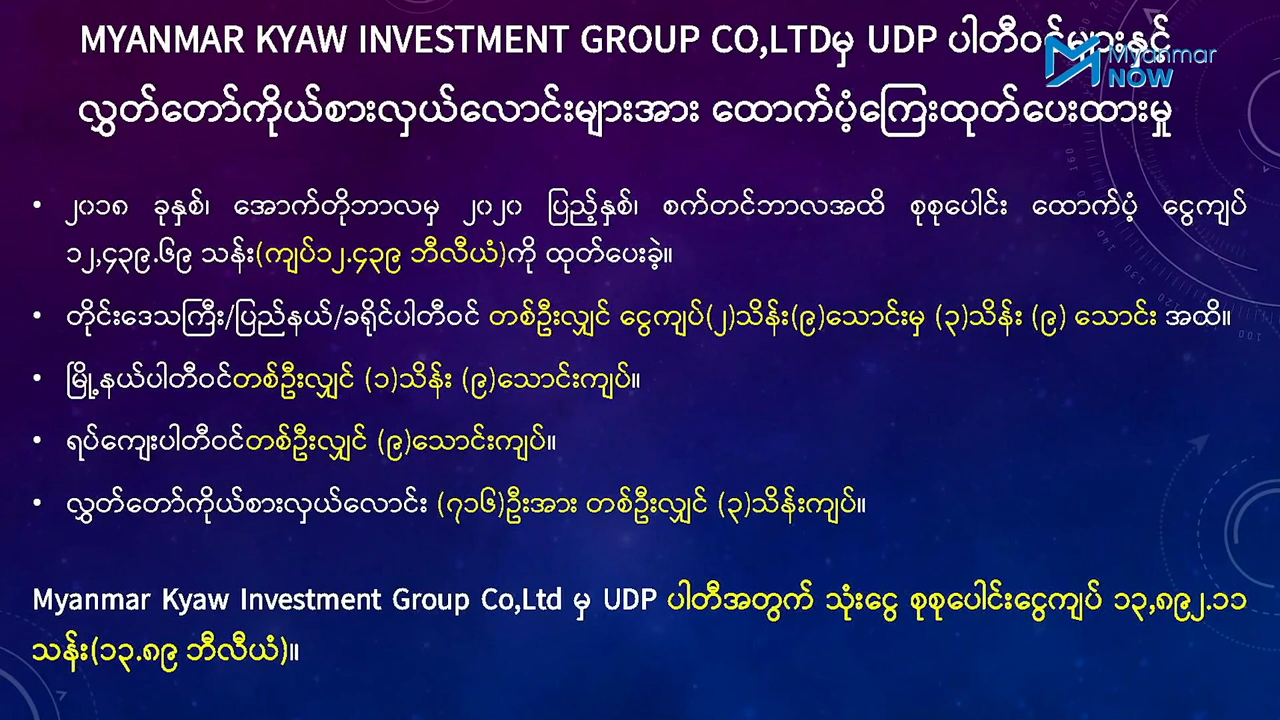 MYANMAR KYAW INVESTMENT GROUP CO,LTDမှ UDP ပါတီဝင်များနှင့်
လွှတ်တော်ကိုယ်စားလှယ်လောင်းများအား ထောက်ပံ့ကြေးထုတ်ပေးထားမှု
Myanmar
NOW
• ၂၀၁၈ ခုနှစ်၊ အောက်တိုဘာလမှ ၂၀၂၀ ပြည့်နှစ်၊ စက်တင်ဘာလအထိ စုစုပေါင်း ထောက်ပံ့ ငွေကျပ်
၁၂,၄၃၉.၆၉ သန်း(ကျပ်၁၂.၄၃၉ ဘီလီယံ)ကို ထုတ်ပေးခဲ့။
• တိုင်းဒေသကြီး/ပြည်နယ်/ခရိုင်ပါတီဝင် တစ်ဦးလျှင် ငွေကျပ်(၂)သိန်း(၉)သောင်းမှ (၃)သိန်း (၉) သောင်း အထိ။
• မြို့နယ်ပါတီဝင်တစ်ဦးလျှင် (၁)သိန်း (၉)သောင်းကျပ်။
• ရပ်ကျေးပါတီဝင်တစ်ဦးလျှင် (၉)သောင်းကျပ်။
• လွှတ်တော်ကိုယ်စားလှယ်လောင်း (၇၁၆)ဦးအား တစ်ဦးလျှင် (၃)သိန်းကျပ်။
Myanmar Kyaw Investment Group Co,Ltd မှ UDP ပါတီအတွက် သုံးငွေ စုစုပေါင်းငွေကျပ် ၁၃,၈၉၂.၁၁
သန်း(၁၃.၈၉ ဘီလီယံ)။